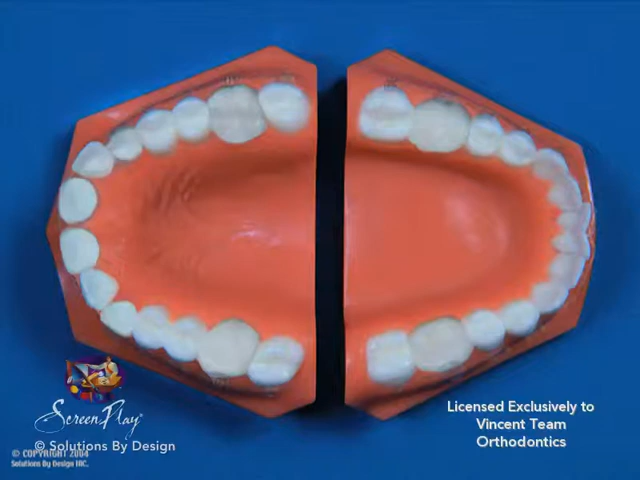 ScreenPlay®
© Solutions By Design
© COPYRIGHT 2004
Solutions By Design INC.
Licensed Exclusively to
Vincent Team
Orthodontics